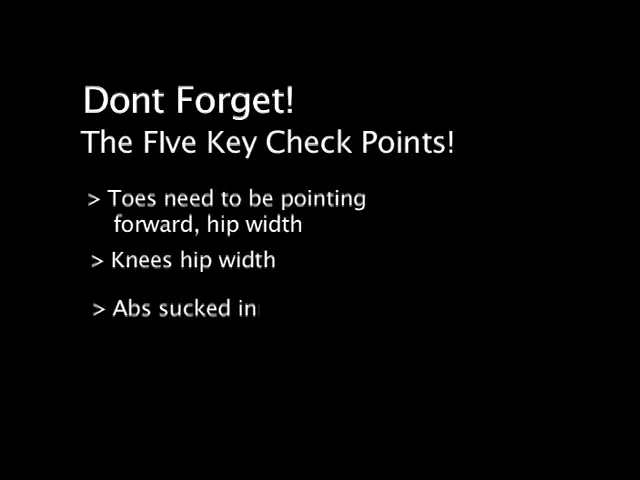 Dont Forget!
The FIve Key Check Points!
> Toes need to be pointing
forward, hip width
> Knees hip width
> Abs sucked in